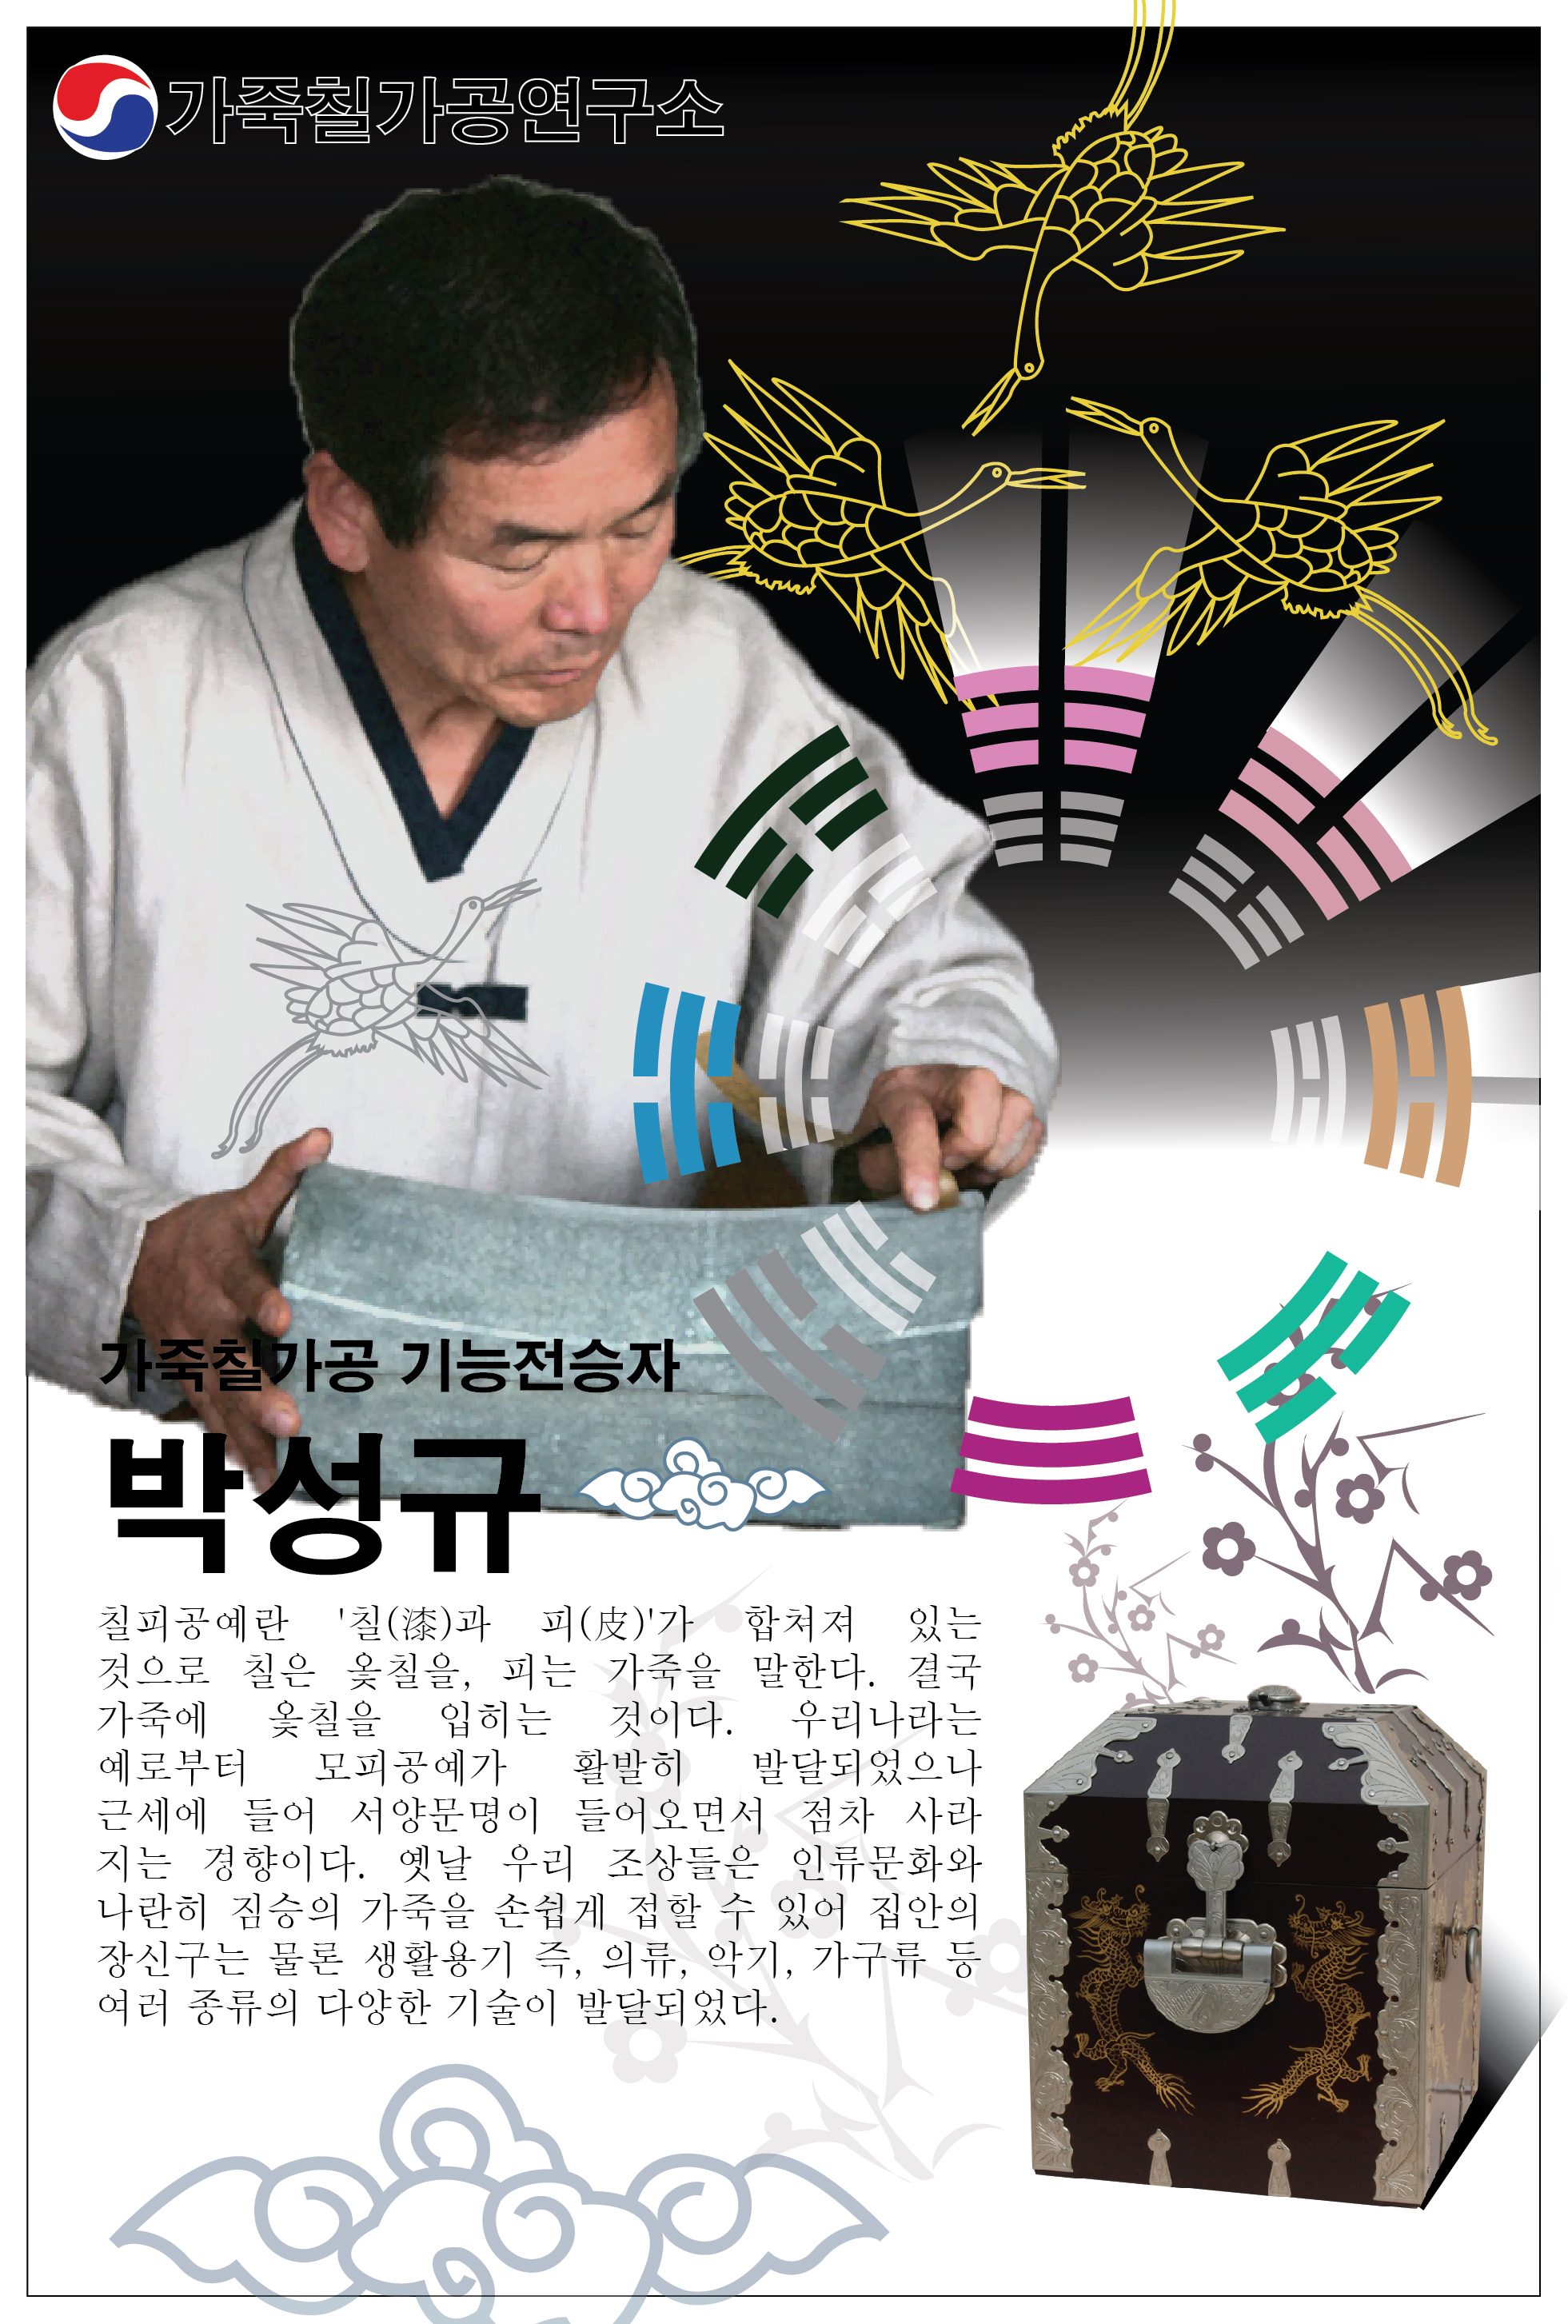 가죽칠가공연구소
가죽칠가공 기능전승자
박성규
칠피공예란 '칠(漆)과 피(皮)'가 합쳐져 있는
것으로 칠은 옻칠을, 피는 가죽을 말한다. 결국
가죽에 옻칠을 입히는 것이다. 우리나라는
예로부터 모피공예가 활발히 발달되었으나
근세에 들어 서양문명이 들어오면서 점차 사라
지는 경향이다. 옛날 우리 조상들은 인류문화와
나란히 짐승의 가죽을 손쉽게 접할 수 있어 집안의
장신구는 물론 생활용기 즉, 의류, 악기, 가구류 등
여러 종류의 다양한 기술이 발달되었다.